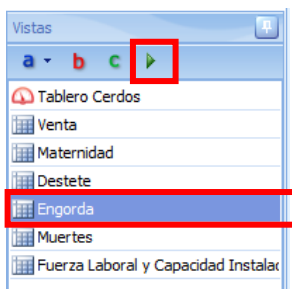 Vistas
a b c
Tablero Cerdos
Venta
Maternidad
Destete
Engorda
Muertes
Fuerza Laboral y Capacidad Instalac